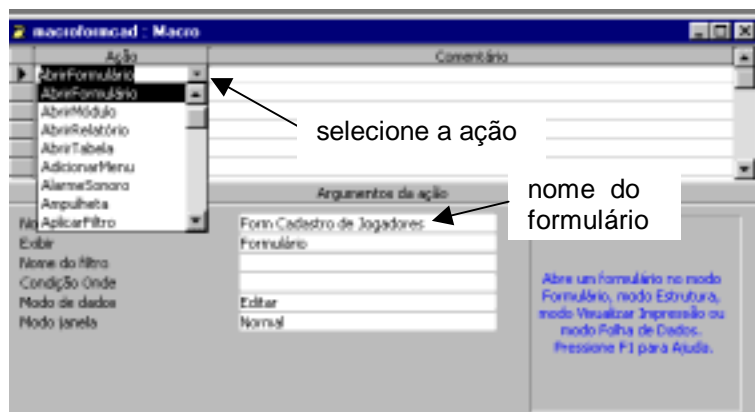 macroformcad : Macro
Ação Comentário
AbrirFormulário
AbrirFormulário
AbrirMódulo
AbrirRelatório
AbrirTabela
AdicionarMenu
AlarmeSonoro
Ampulheta
AplicarFiltro
selecione a ação
Argumentos da ação
nome do
formulário
No Form Cadastro de Jogadores
Exibir Formulário
Nome do filtro
Condição Onde
Modo de dados Editar
Modo janela Normal
Abre um formulário no modo
Formulário, modo Estrutura,
modo Visualizar Impressão ou
modo Folha de Dados.
Pressione F1 para Ajuda.